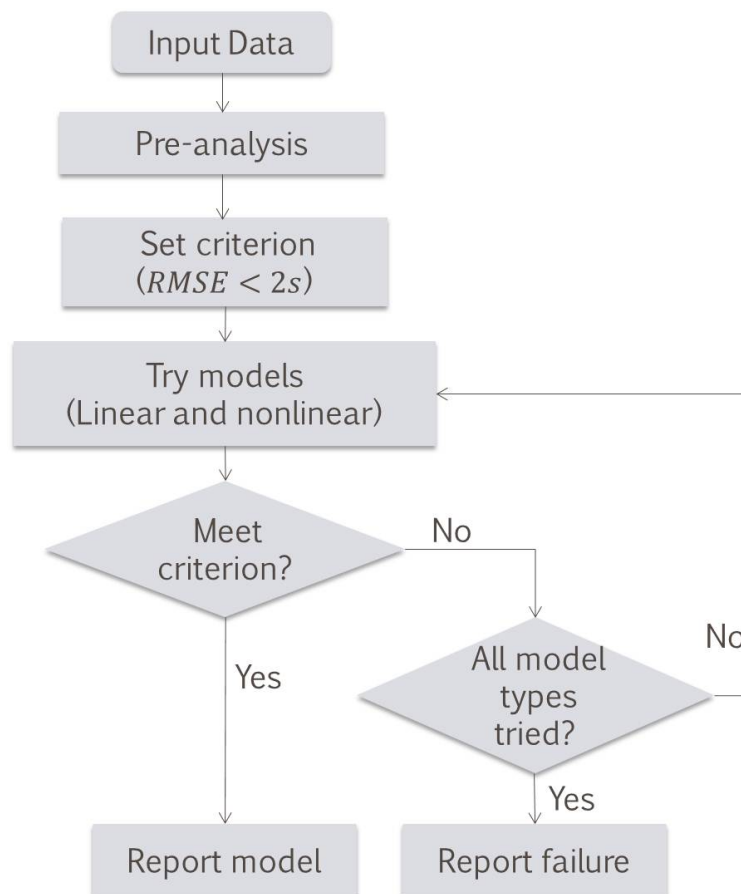 Input Data
Pre-analysis
Set criterion
(RMSE < 2s)
Try models
(Linear and nonlinear)
Meet
criterion?
No
Yes
All model
types
tried?
No
Yes
Report model
Report failure